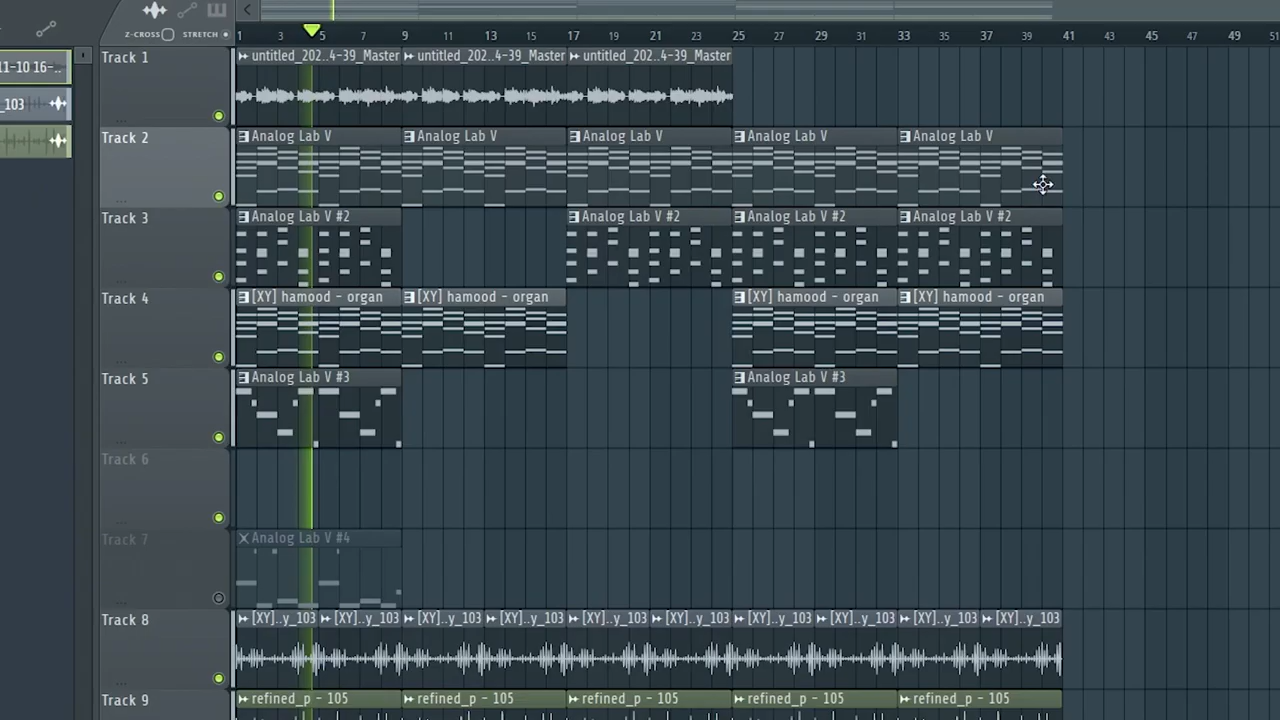 Z-CROSS STRETCH
1 3 5 7 9 11 13 15 17 19 21 23 25 27 29 31 33 35 37 39 41 43 45 47 49 51
11-10 16-..
_103
Track 1
untitled_202..4-39_Master untitled_202..4-39_Master untitled_202..4-39_Master
Track 2
Analog Lab V Analog Lab V Analog Lab V Analog Lab V Analog Lab V
Track 3
Analog Lab V #2 Analog Lab V #2 Analog Lab V #2 Analog Lab V #2
Track 4
[XY] hamood - organ [XY] hamood - organ [XY] hamood - organ [XY] hamood - organ
Track 5
Analog Lab V #3 Analog Lab V #3
Track 6
Track 7
Analog Lab V #4
Track 8
[XY]..y_103 [XY]..y_103 [XY]..y_103 [XY]..y_103 [XY]..y_103 [XY]..y_103 [XY]..y_103 [XY]..y_103 [XY]..y_103 [XY]..y_103
Track 9
refined_p - 105 refined_p - 105 refined_p - 105 refined_p - 105 refined_p - 105